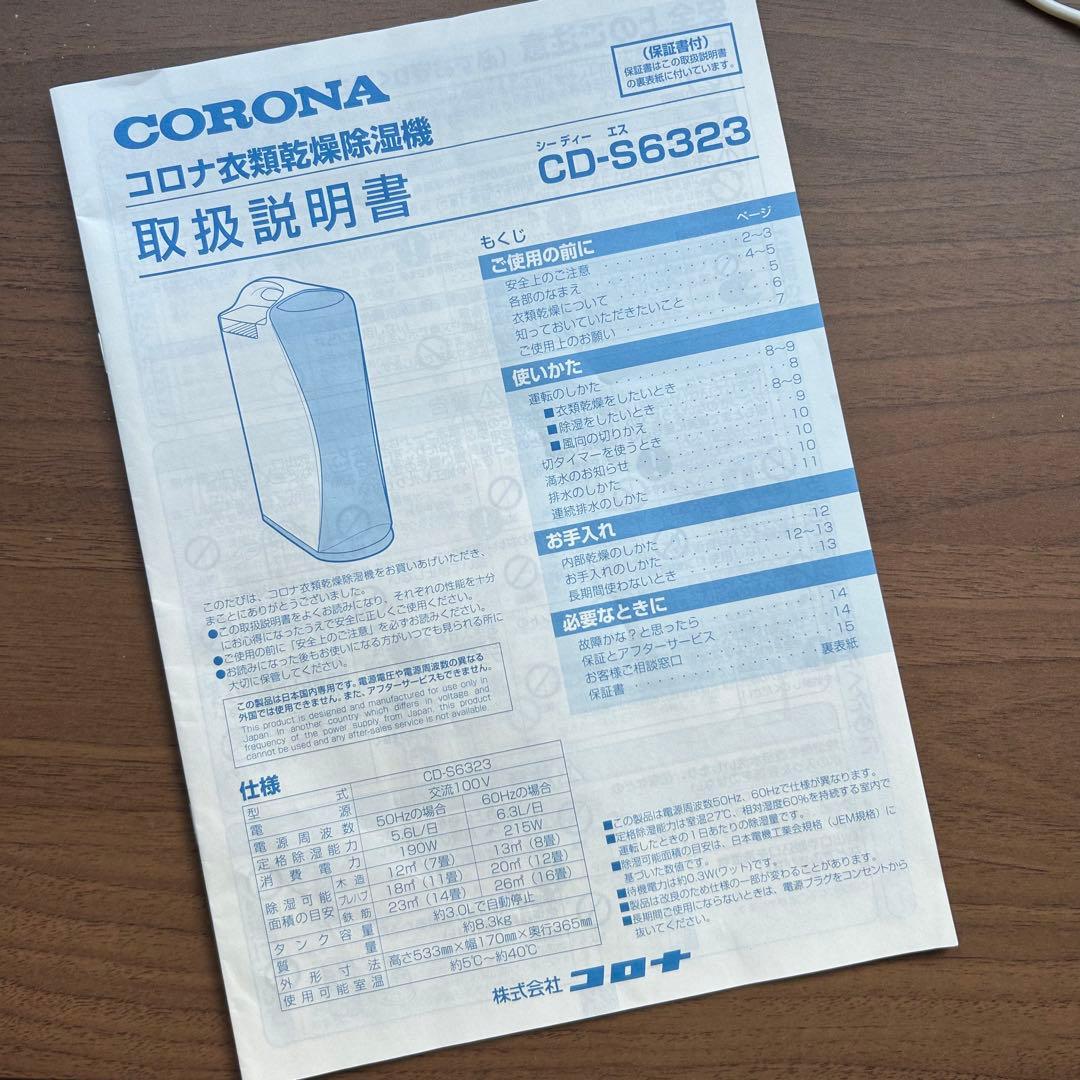 CORONA
コロナ衣類乾燥除湿機
取扱説明書
(保証書付)
保証書はこの取扱説明書
の裏表紙に付いています。
シーディー エス
CD-S6323
もくじ
ページ
ご使用の前に
安全上のご注意 2~3
各部のなまえ 4~5
衣類乾燥について 5
知っておいていただきたいこと 6
ご使用上のお願い 7
使いかた
運転のしかた 8~9
■衣類乾燥をしたいとき 8
■除湿をしたいとき 8~9
■風向の切りかえ 9
切タイマーを使うとき 10
満水のお知らせ 10
排水のしかた 10
連続排水のしかた 11
お手入れ
内部乾燥のしかた 12
お手入れのしかた 12~13
長期間使わないとき 13
必要なときに
故障かな?と思ったら 14
保証とアフターサービス 14
お客様ご相談窓口 15
保証書 裏表紙
このたびは、コロナ衣類乾燥除湿機をお買いあげいただき、
まことにありがとうございました。
●この取扱説明書をよくお読みになり、それぞれの性能を十分
にお心得になったうえで安全に正しくご使用ください。
●ご使用の前に「安全上のご注意」を必ずお読みください。
●お読みになった後もお使いになる方がいつでも見られる所に
大切に保管してください。
この製品は日本国内専用です。電源電圧や電源周波数の異なる
外国では使用できません。また、アフターサービスもできません。
This product is designed and manufactured for use only in
Japan. In another country which differs in voltage and
frequency of the power supply from Japan, this product
cannot be used and any after-sales service is not available.
仕様
型式 CD-S6323
電源 交流100V
電源周波数 50Hzの場合 60Hzの場合
定格除湿能力 5.6L/日 6.3L/日
消費電力 190W 215W
除湿可能面積の目安 木造 12㎡(7畳) 13㎡(8畳)
プレハブ 18㎡(11畳) 20㎡(12畳)
鉄筋 23㎡(14畳) 26㎡(16畳)
タンク容量 約3.0Lで自動停止
質量 約8.3kg
外形寸法 高さ533㎜×幅170㎜×奥行365㎜
使用可能室温 約5℃~約40℃
■この製品は電源周波数50Hz、60Hzで仕様が異なります。
■定格除湿能力は室温27℃、相対湿度60%を持続する室内で
運転したときの1日あたりの除湿量です。
■除湿可能面積の目安は、日本電機工業会規格(JEM規格)に
基づいた数値です。
■待機電力は約0.3W(ワット)です。
■製品は改良のため仕様の一部が変わることがあります。
■長期間ご使用にならないときは、電源プラグをコンセントから
抜いてください。
株式会社 コロナ